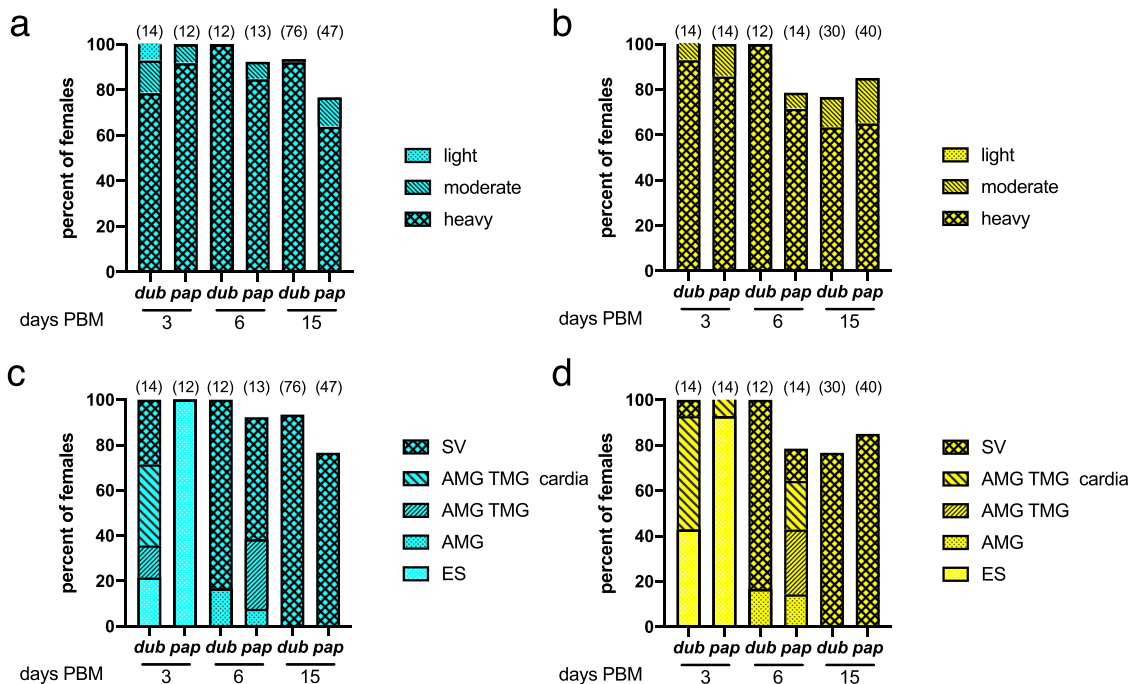 a
(14) (12) (12) (13) (76) (47)
percent of females
100
80
60
40
20
0
light
moderate
heavy
dub pap dub pap dub pap
days PBM 3 6 15
b
(14) (14) (12) (14) (30) (40)
percent of females
100
80
60
40
20
0
light
moderate
heavy
dub pap dub pap dub pap
days PBM 3 6 15
c
(14) (12) (12) (13) (76) (47)
percent of females
100
80
60
40
20
0
SV
AMG TMG cardia
AMG TMG
AMG
ES
dub pap dub pap dub pap
days PBM 3 6 15
d
(14) (14) (12) (14) (30) (40)
percent of females
100
80
60
40
20
0
SV
AMG TMG cardia
AMG TMG
AMG
ES
dub pap dub pap dub pap
days PBM 3 6 15